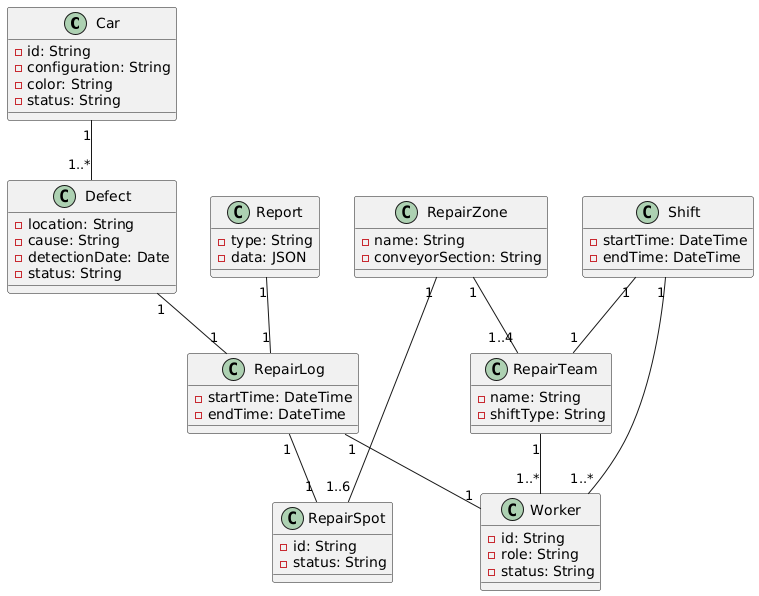 C Car
id: String
configuration: String
color: String
status: String
1
1..*
C Defect
location: String
cause: String
detectionDate: Date
status: String
C Report
type: String
data: JSON
C RepairZone
name: String
conveyorSection: String
C Shift
startTime: DateTime
endTime: DateTime
1
1
1
1
1
1
1
1
1..4
1
C RepairLog
startTime: DateTime
endTime: DateTime
C RepairTeam
name: String
shiftType: String
1
1
1
1
1..6
1
1..*
1..*
C RepairSpot
id: String
status: String
C Worker
id: String
role: String
status: String